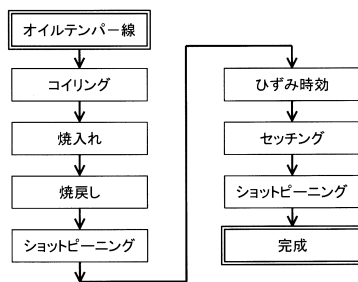 オイルテンパー線
コイリング
焼入れ
焼戻し
ショットピーニング
ひずみ時効
セッチング
ショットピーニング
完成